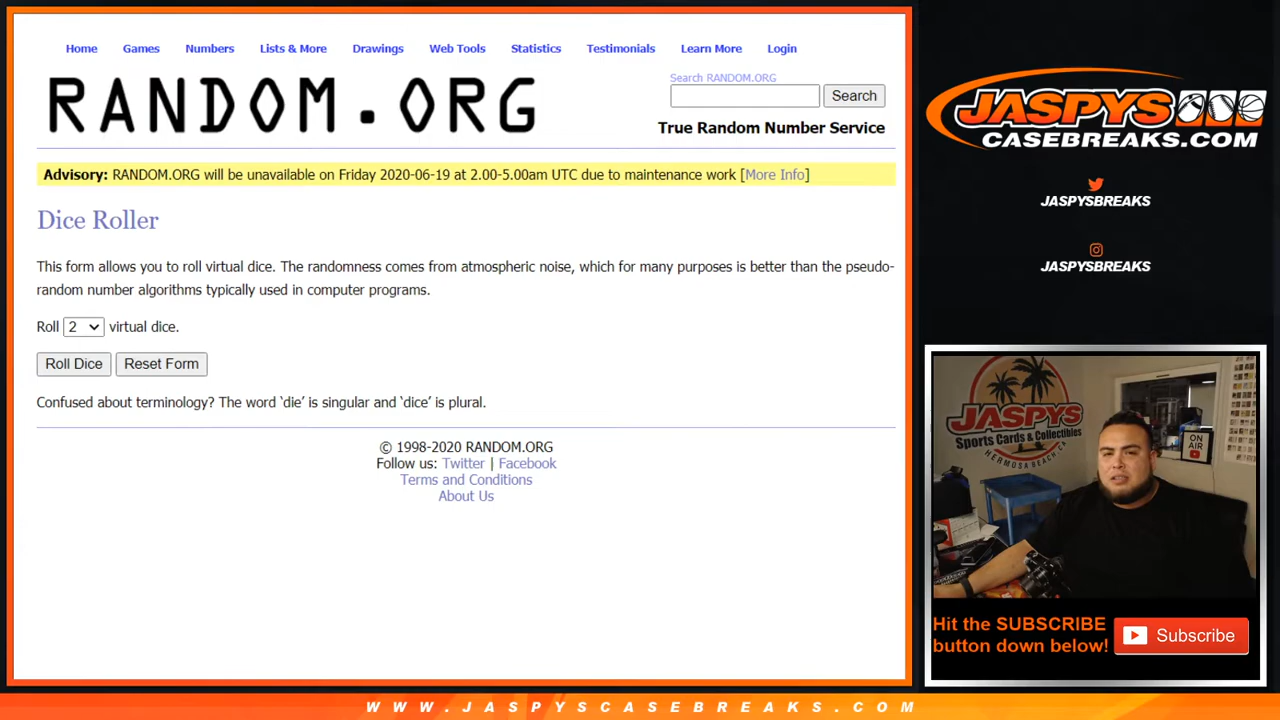 Home Games Numbers Lists & More Drawings Web Tools Statistics Testimonials Learn More Login
RANDOM.ORG
Search RANDOM.ORG
Search
True Random Number Service
Advisory: RANDOM.ORG will be unavailable on Friday 2020-06-19 at 2.00-5.00am UTC due to maintenance work [More Info]
Dice Roller
This form allows you to roll virtual dice. The randomness comes from atmospheric noise, which for many purposes is better than the pseudo-
random number algorithms typically used in computer programs.
Roll 2 virtual dice.
Roll Dice Reset Form
Confused about terminology? The word ‘die’ is singular and ‘dice’ is plural.
© 1998-2020 RANDOM.ORG
Follow us: Twitter | Facebook
Terms and Conditions
About Us
JASPYS
CASEBREAKS.COM
JASPYSBREAKS
JASPYSBREAKS
JASPYS
Sports Cards & Collectibles
HERMOSA BEACH, CA
ON
AIR
Hit the SUBSCRIBE
button down below!
Subscribe
WWW.JASPYSCASEBREAKS.COM